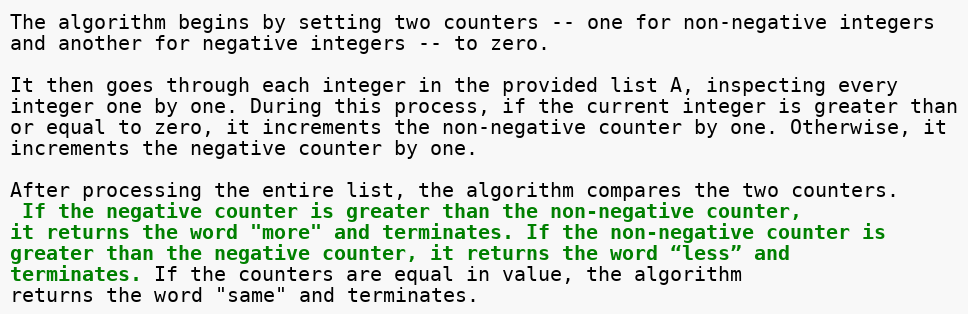 The algorithm begins by setting two counters -- one for non-negative integers
and another for negative integers -- to zero.
It then goes through each integer in the provided list A, inspecting every
integer one by one. During this process, if the current integer is greater than
or equal to zero, it increments the non-negative counter by one. Otherwise, it
increments the negative counter by one.
After processing the entire list, the algorithm compares the two counters.
If the negative counter is greater than the non-negative counter,
it returns the word "more" and terminates. If the non-negative counter is
greater than the negative counter, it returns the word “less” and
terminates. If the counters are equal in value, the algorithm
returns the word "same" and terminates.